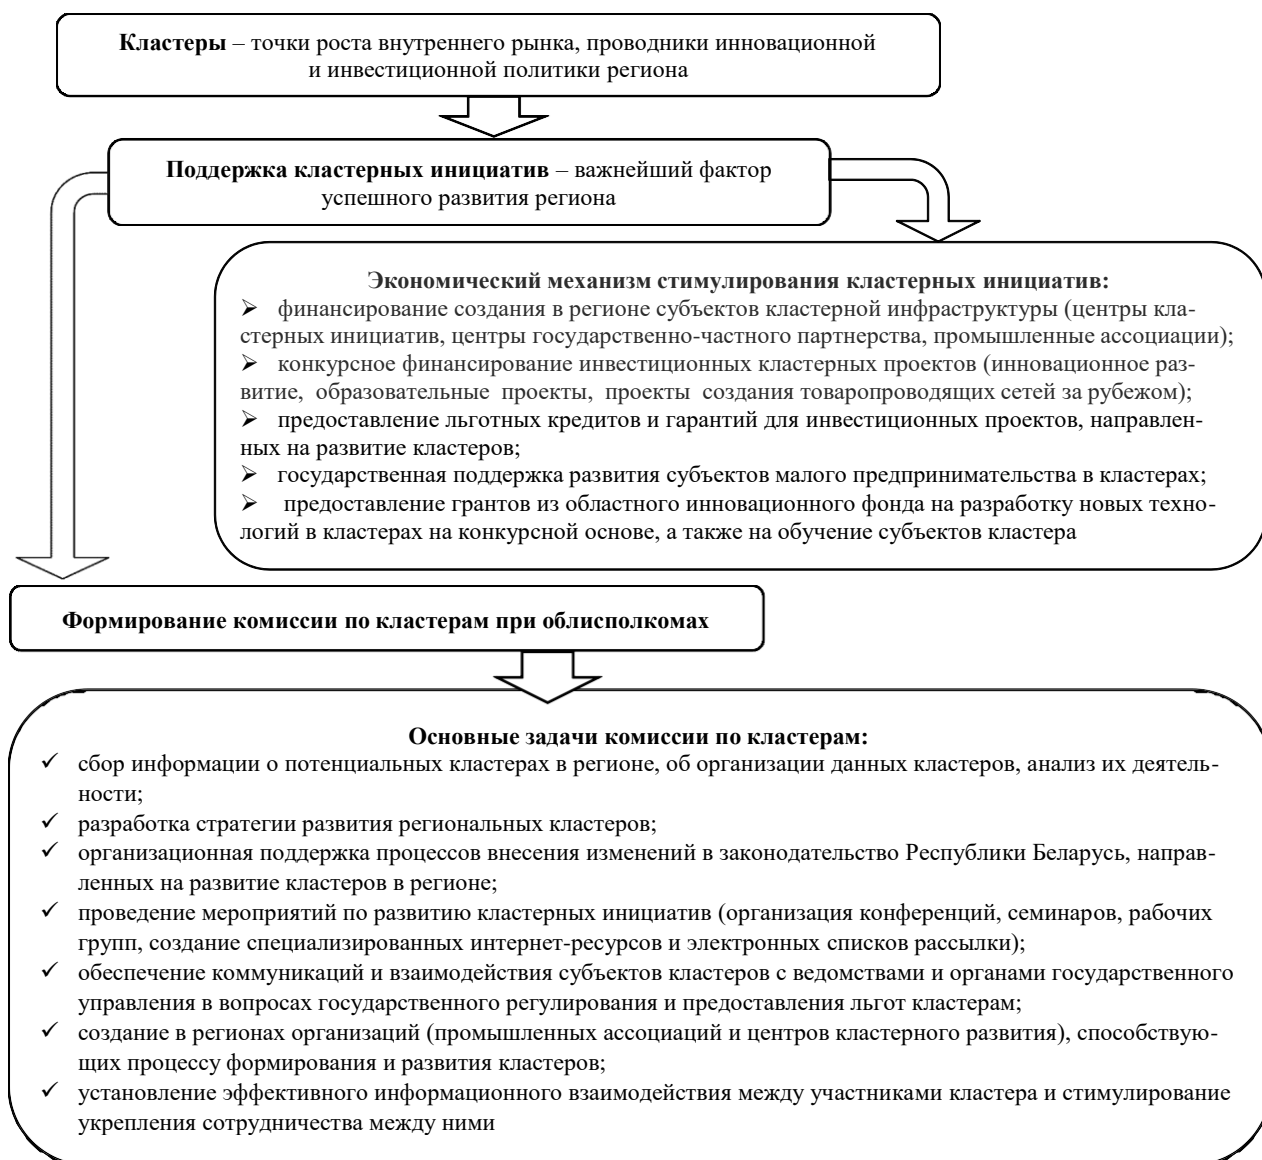 Кластеры – точки роста внутреннего рынка, проводники инновационной
и инвестиционной политики региона
Поддержка кластерных инициатив – важнейший фактор
успешного развития региона
Экономический механизм стимулирования кластерных инициатив:
➢ финансирование создания в регионе субъектов кластерной инфраструктуры (центры кла-
стерных инициатив, центры государственно-частного партнерства, промышленные ассоциации);
➢ конкурсное финансирование инвестиционных кластерных проектов (инновационное раз-
витие, образовательные проекты, проекты создания товаропроводящих сетей за рубежом);
➢ предоставление льготных кредитов и гарантий для инвестиционных проектов, направлен-
ных на развитие кластеров;
➢ государственная поддержка развития субъектов малого предпринимательства в кластерах;
➢ предоставление грантов из областного инновационного фонда на разработку новых техно-
логий в кластерах на конкурсной основе, а также на обучение субъектов кластера
Формирование комиссии по кластерам при облисполкомах
Основные задачи комиссии по кластерам:
✓ сбор информации о потенциальных кластерах в регионе, об организации данных кластеров, анализ их деятель-
ности;
✓ разработка стратегии развития региональных кластеров;
✓ организационная поддержка процессов внесения изменений в законодательство Республики Беларусь, направ-
ленных на развитие кластеров в регионе;
✓ проведение мероприятий по развитию кластерных инициатив (организация конференций, семинаров, рабочих
групп, создание специализированных интернет-ресурсов и электронных списков рассылки);
✓ обеспечение коммуникаций и взаимодействия субъектов кластеров с ведомствами и органами государственного
управления в вопросах государственного регулирования и предоставления льгот кластерам;
✓ создание в регионах организаций (промышленных ассоциаций и центров кластерного развития), способствую-
щих процессу формирования и развития кластеров;
✓ установление эффективного информационного взаимодействия между участниками кластера и стимулирование
укрепления сотрудничества между ними